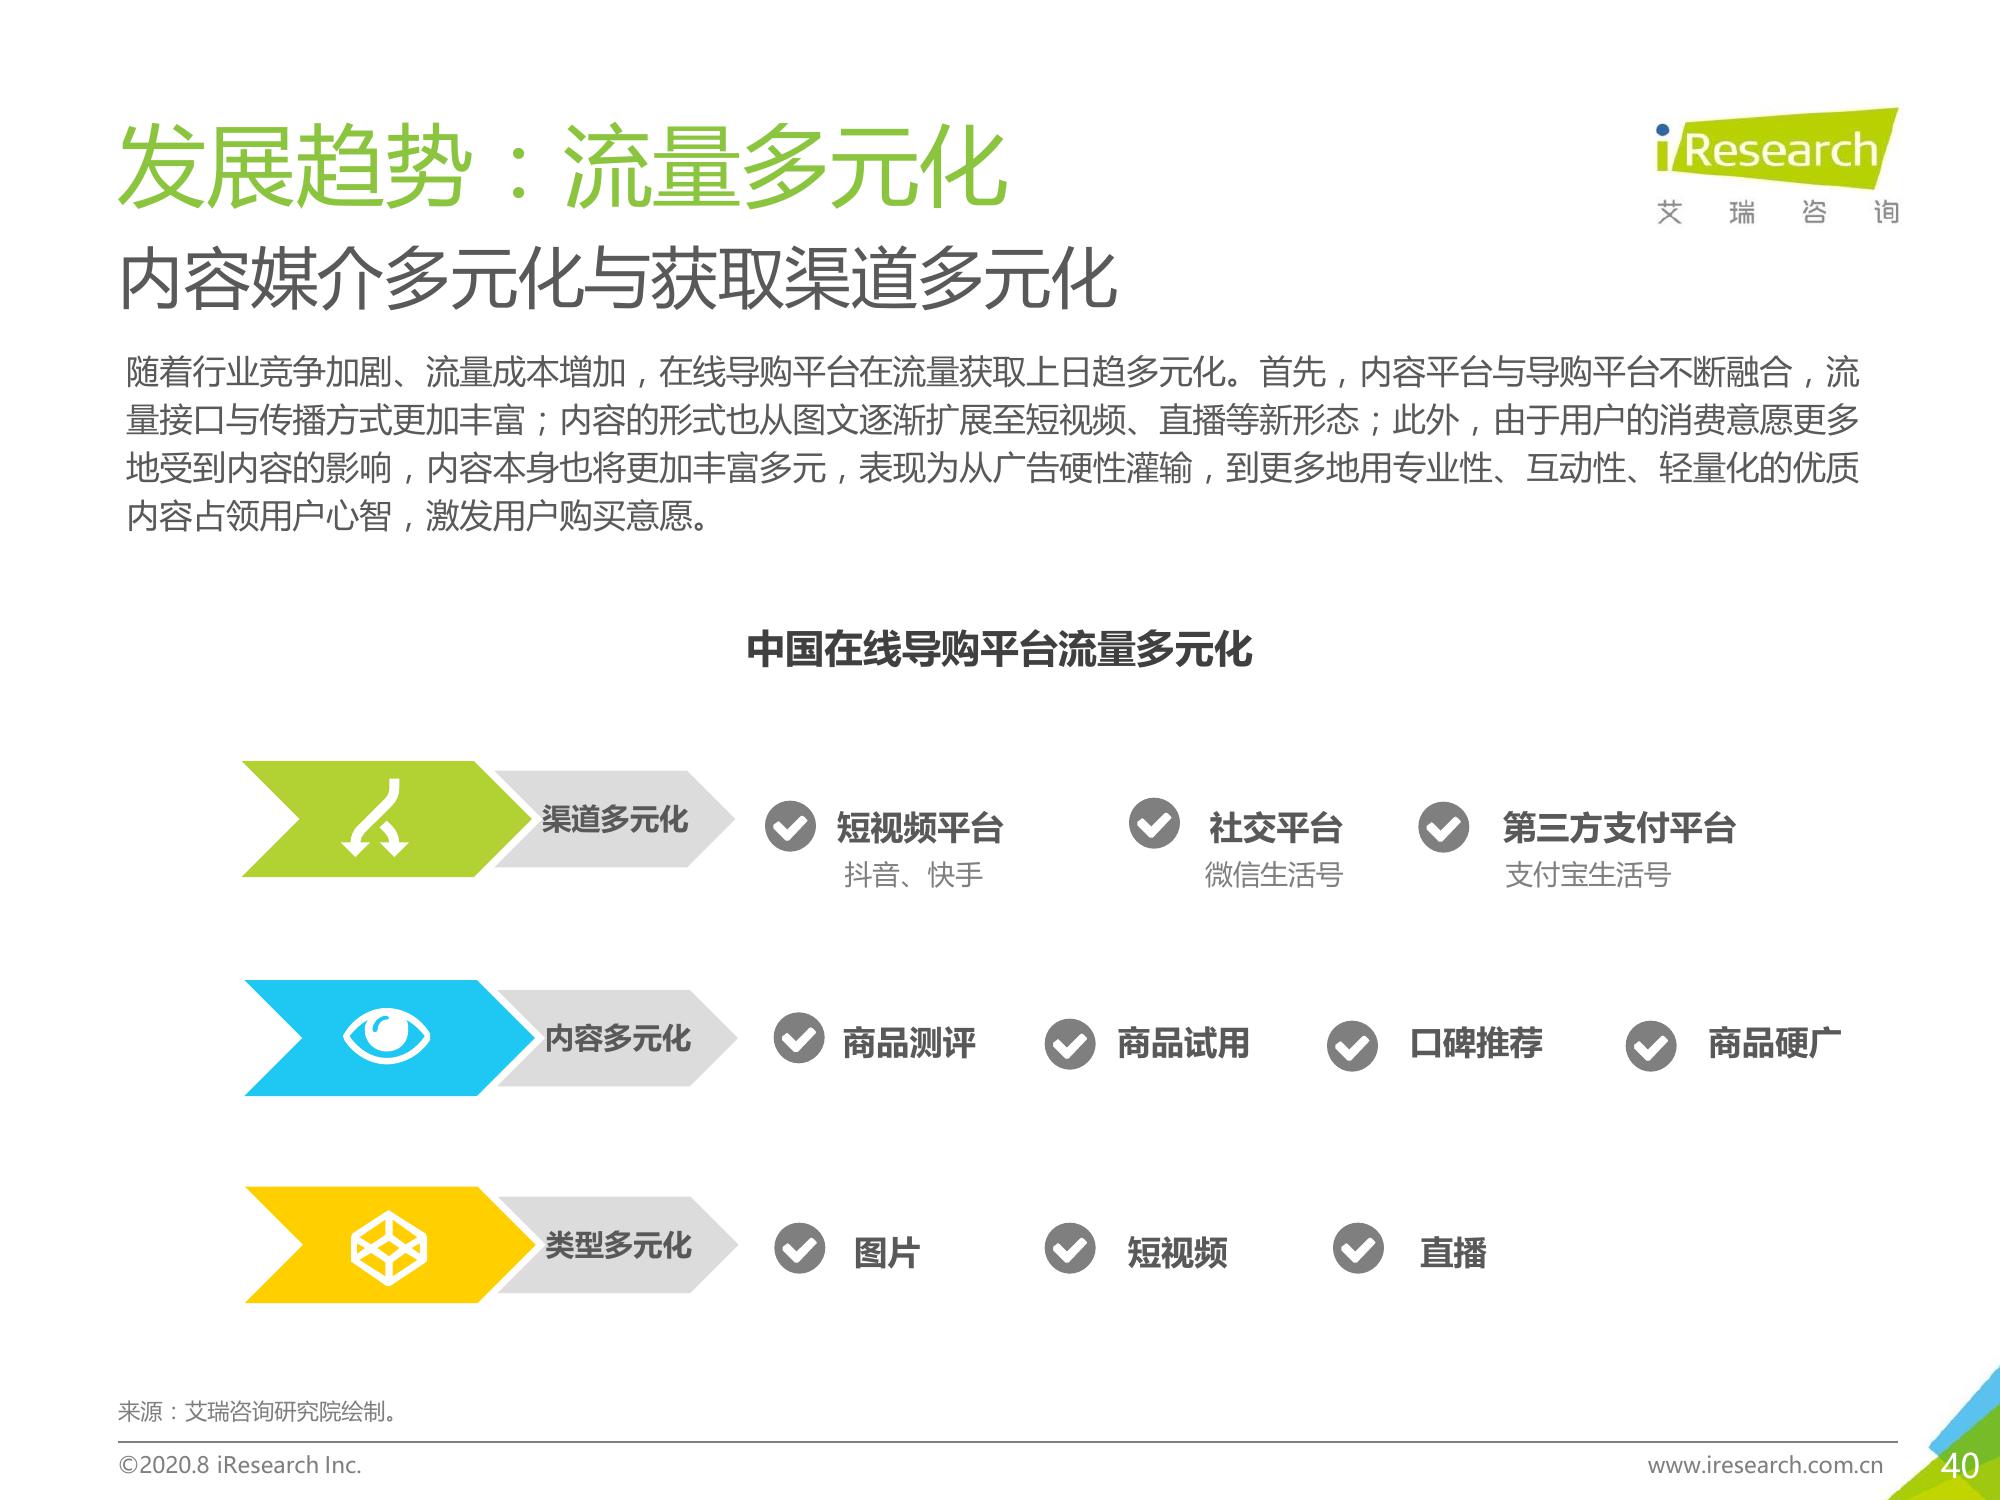 发展趋势：流量多元化
iResearch
艾瑞咨询
内容媒介多元化与获取渠道多元化
随着行业竞争加剧、流量成本增加，在线导购平台在流量获取上日趋多元化。首先，内容平台与导购平台不断融合，流
量接口与传播方式更加丰富；内容的形式也从图文逐渐扩展至短视频、直播等新形态；此外，由于用户的消费意愿更多
地受到内容的影响，内容本身也将更加丰富多元，表现为从广告硬性灌输，到更多地用专业性、互动性、轻量化的优质
内容占领用户心智，激发用户购买意愿。
中国在线导购平台流量多元化
渠道多元化
短视频平台
抖音、快手
社交平台
微信生活号
第三方支付平台
支付宝生活号
内容多元化
商品测评
商品试用
口碑推荐
商品硬广
类型多元化
图片
短视频
直播
来源：艾瑞咨询研究院绘制。
©2020.8 iResearch Inc.
www.iresearch.com.cn
40